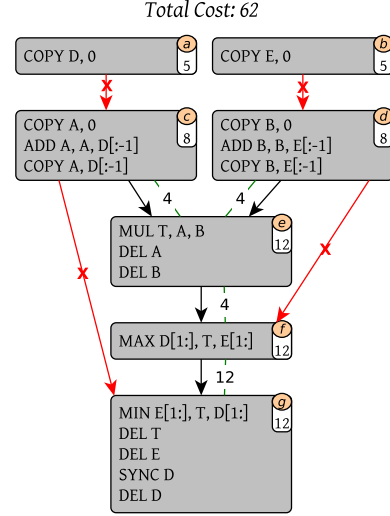 Total Cost: 62
COPY D, 0
a
5
COPY E, 0
b
5
x
x
COPY A, 0
ADD A, A, D[:-1]
COPY A, D[:-1]
c
8
COPY B, 0
ADD B, B, E[:-1]
COPY B, E[:-1]
d
8
4
4
MUL T, A, B
DEL A
DEL B
e
12
x
x
4
MAX D[1:], T, E[1:]
f
12
12
MIN E[1:], T, D[1:]
DEL T
DEL E
SYNC D
DEL D
g
12